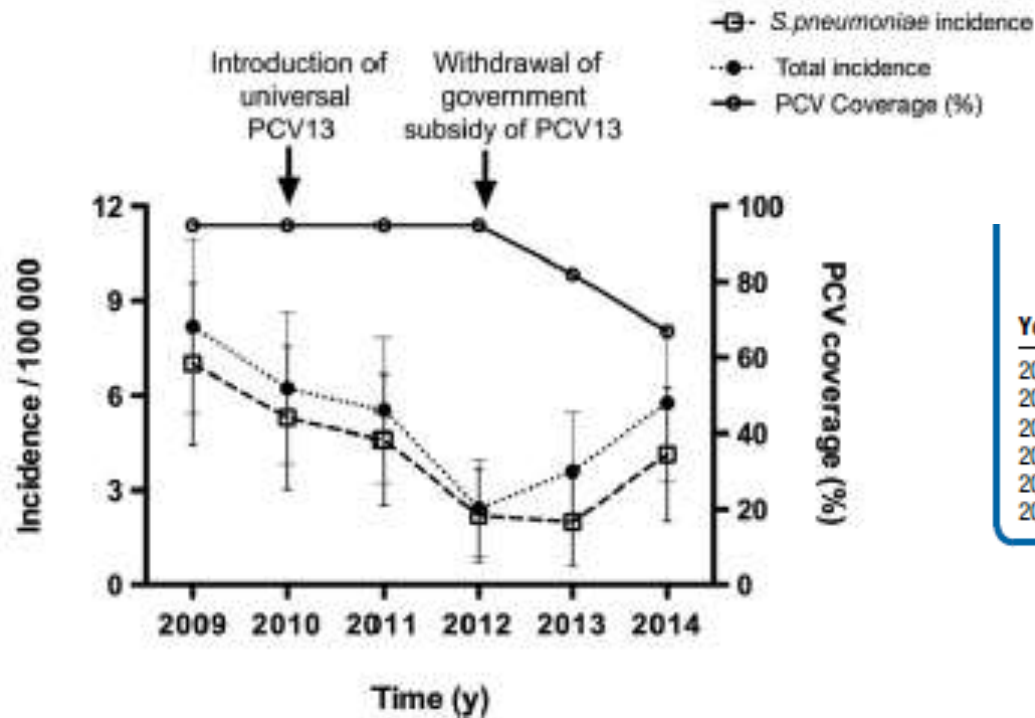 S.pneumoniae incidence
Total incidence
PCV Coverage (%)
Introduction of
universal
PCV13
Withdrawal of
government
subsidy of PCV13
12
9
6
3
0
Incidence / 100 000
100
80
60
40
20
0
PCV coverage (%)
2009
2010
2011
2012
2013
2014
Time (y)